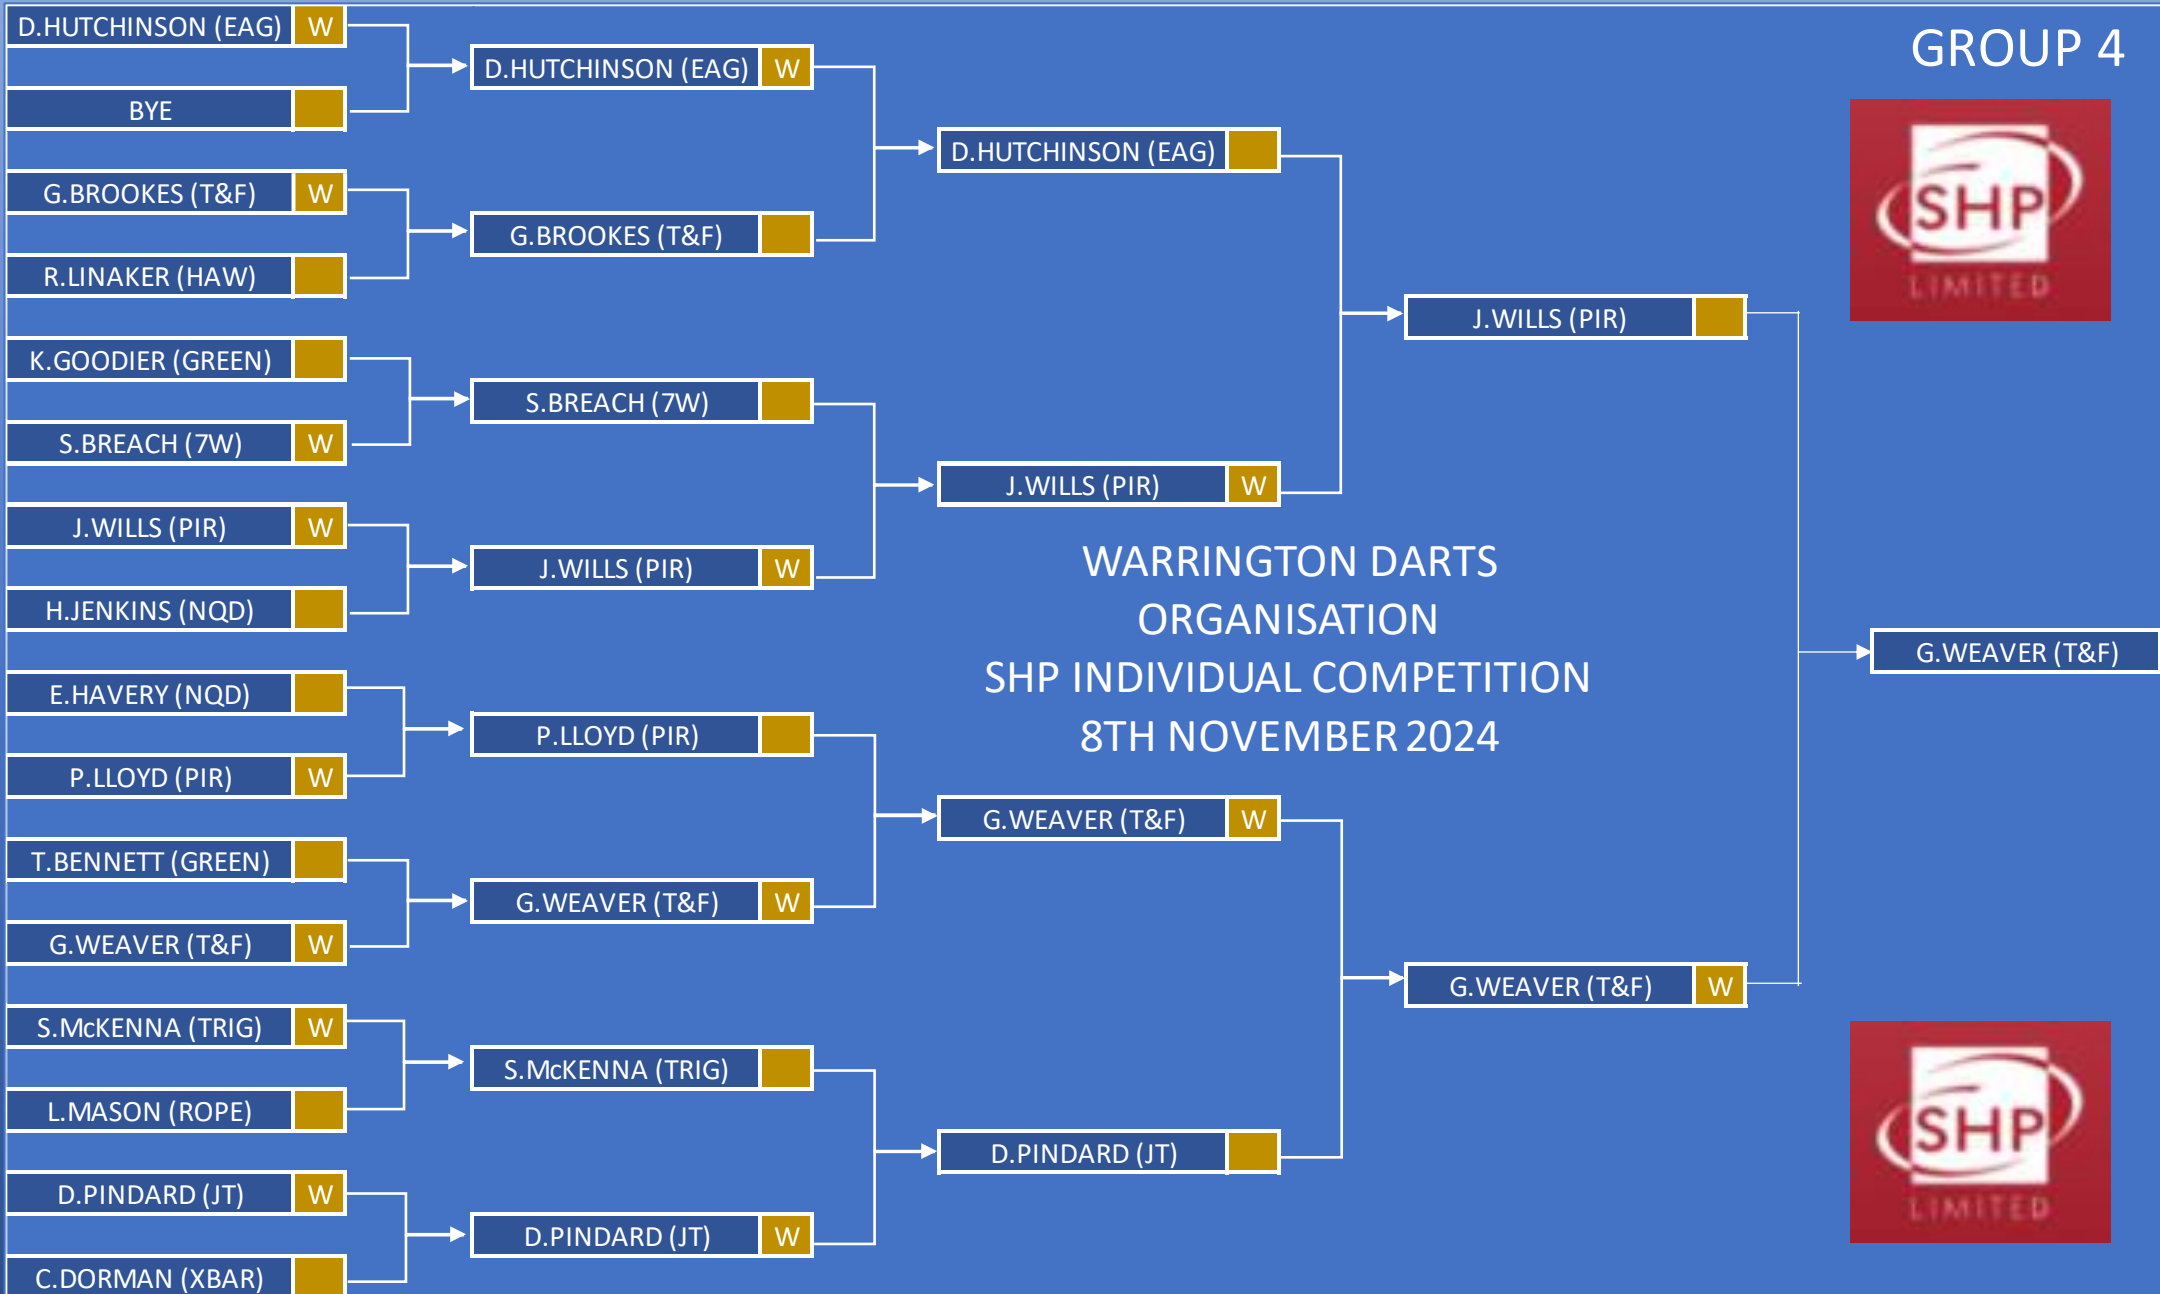 GROUP 4
D.HUTCHINSON (EAG) W
BYE
G.BROOKES (T&F) W
R.LINAKER (HAW)
K.GOODIER (GREEN)
S.BREACH (7W) W
J.WILLS (PIR) W
H.JENKINS (NQD)
E.HAVERY (NQD)
P.LLOYD (PIR) W
T.BENNETT (GREEN)
G.WEAVER (T&F) W
S.McKENNA (TRIG) W
L.MASON (ROPE)
D.PINDARD (JT) W
C.DORMAN (XBAR)
D.HUTCHINSON (EAG) W
G.BROOKES (T&F)
S.BREACH (7W)
J.WILLS (PIR) W
P.LLOYD (PIR)
G.WEAVER (T&F) W
S.McKENNA (TRIG)
D.PINDARD (JT) W
D.HUTCHINSON (EAG)
J.WILLS (PIR) W
WARRINGTON DARTS
ORGANISATION
SHP INDIVIDUAL COMPETITION
8TH NOVEMBER 2024
G.WEAVER (T&F) W
D.PINDARD (JT)
J.WILLS (PIR)
G.WEAVER (T&F) W
G.WEAVER (T&F)
SHP
LIMITED
SHP
LIMITED